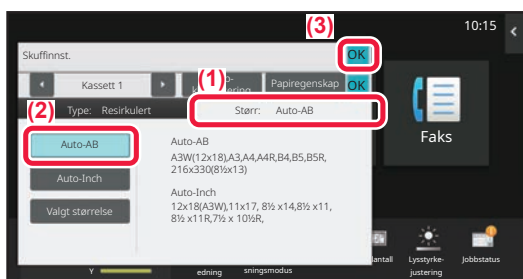 10:15
(3)
Skuffinnst.
OK
Kassett 1
(1)
Papiregenskap
OK
(2)
Type: Resirkulert
Størr: Auto-AB
Auto-AB
Auto-AB
A3W(12x18),A3,A4,A4R,B4,B5,B5R,
216x330(8½x13)
Auto-Inch
Auto-Inch
12x18(A3W),11x17, 8½ x14,8½ x11,
8½ x11R,7½ x 10½R,
Valgt størrelse
Faks
Lysstyrke-
justering
Jobbstatus
Y
edning
sningsmodus